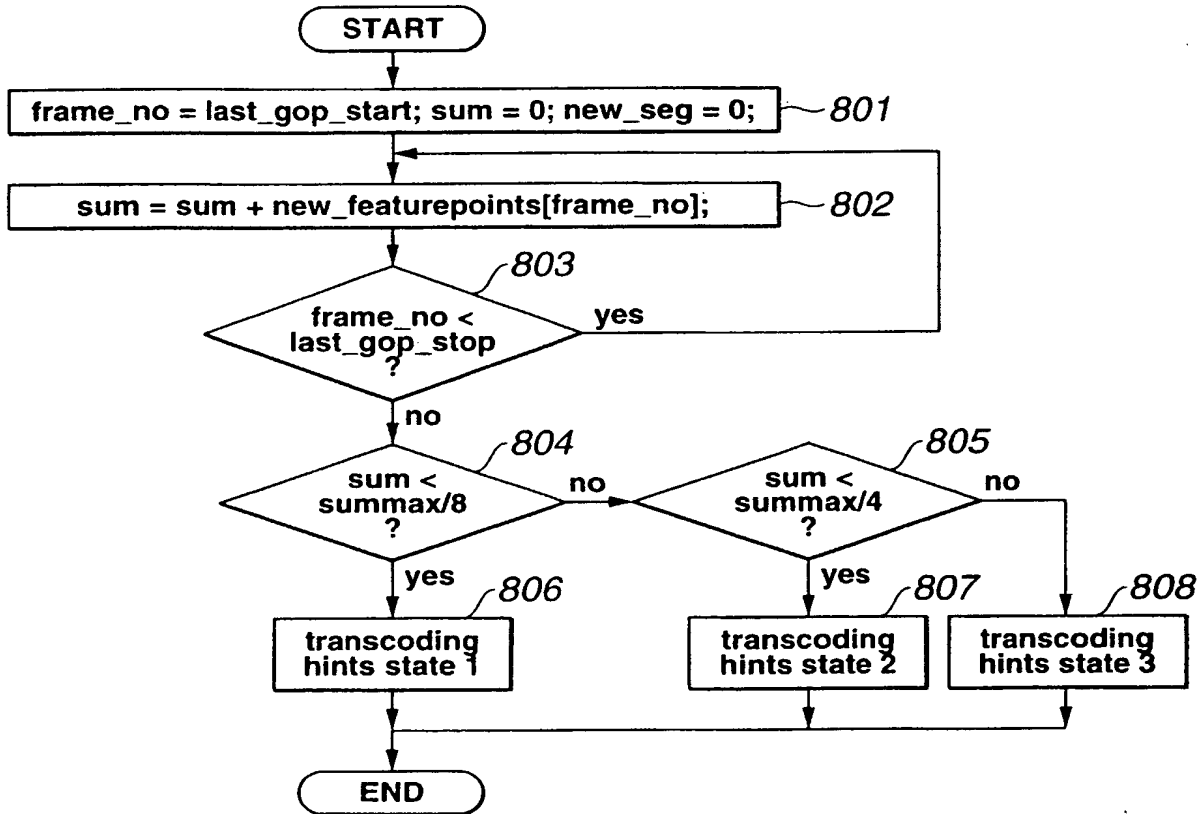 START
frame_no = last_gop_start; sum = 0; new_seg = 0;
801
sum = sum + new_featurepoints[frame_no];
802
803
frame_no <
last_gop_stop
?
yes
no
804
sum <
summax/8
?
no
805
sum <
summax/4
?
no
yes
806
transcoding
hints state 1
yes
807
transcoding
hints state 2
808
transcoding
hints state 3
END